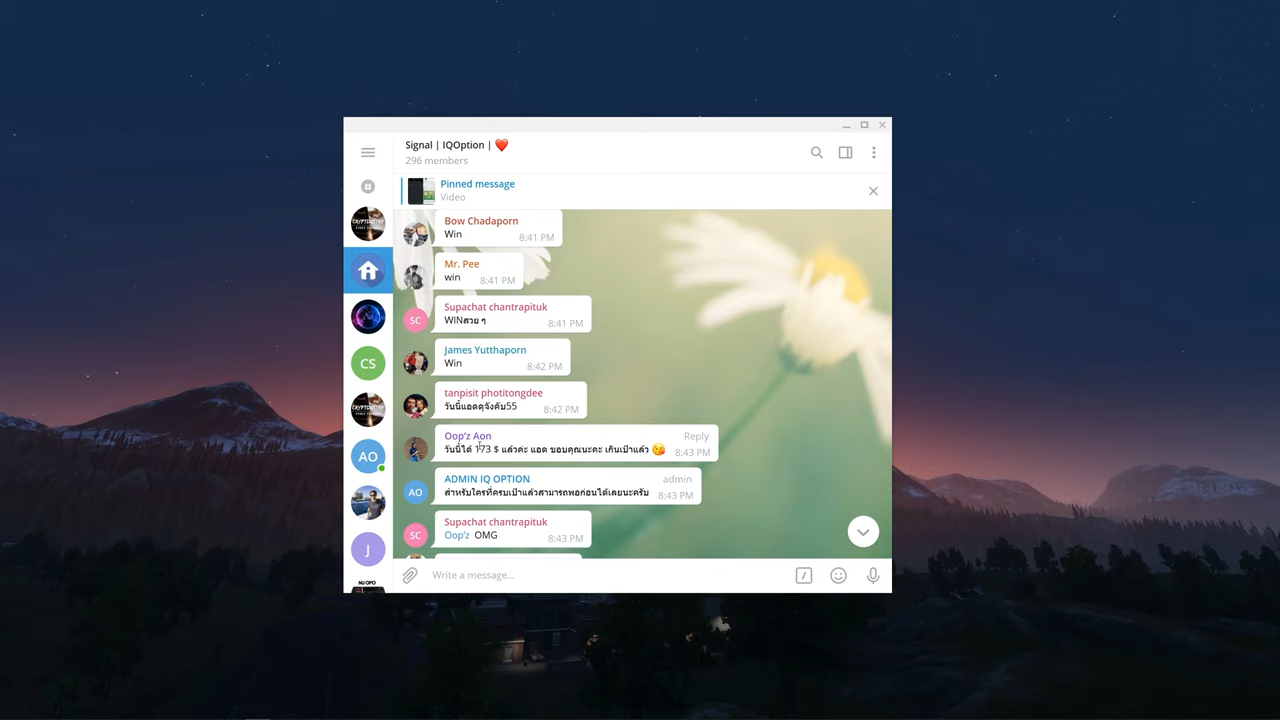 Signal | IQOption | ❤️
296 members
Pinned message
Video
Bow Chadaporn
Win 8:41 PM
Mr. Pee
win 8:41 PM
SC
Supachat chantrapituk
WINสวย ๆ 8:41 PM
CS
James Yutthaporn
Win 8:42 PM
tanpisit photitongdee
วันนี้แอดดุจังคับ55 8:42 PM
AO
Oop'z Aon Reply
วันนี้ได้ 173 $ แล้วค่ะ แอด ขอบคุณนะคะ เกินเป้าแล้ว 😘 8:43 PM
AO
ADMIN IQ OPTION admin
สำหรับใครที่ครบเป้าแล้วสามารถพอก่อนได้เลยนะครับ 8:43 PM
SC
Supachat chantrapituk
Oop'z OMG 8:43 PM
J
Write a message...